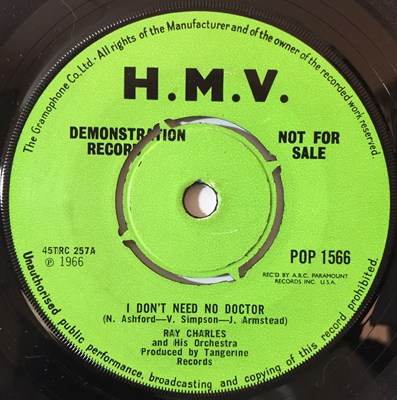 The Gramophone Co. Ltd. - All rights of the Manufacturer and of the owner of the recorded work reserved.
H.M.V.
DEMONSTRATION
RECORD
NOT FOR
SALE
45TRC 257A
℗ 1966
POP 1566
REC'D BY A.B.C. PARAMOUNT
RECORDS INC. U.S.A.
I DON'T NEED NO DOCTOR
(N. Ashford—V. Simpson—J. Armstead)
RAY CHARLES
and His Orchestra
Produced by Tangerine
Records
Unauthorised public performance, broadcasting and copying of this record prohibited.